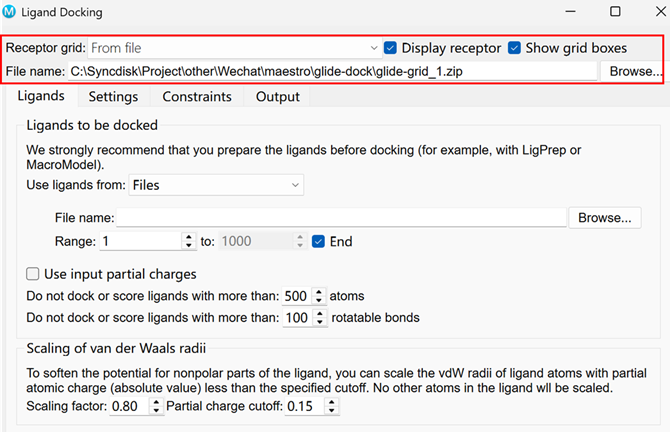 Ligand Docking
Receptor grid: From file Display receptor Show grid boxes
File name: C:\Syncdisk\Project\other\Wechat\maestro\glide-dock\glide-grid_1.zip Browse...
Ligands Settings Constraints Output
Ligands to be docked
We strongly recommend that you prepare the ligands before docking (for example, with LigPrep or
MacroModel).
Use ligands from: Files
File name: Browse...
Range: 1 to: 1000 End
Use input partial charges
Do not dock or score ligands with more than: 500 atoms
Do not dock or score ligands with more than: 100 rotatable bonds
Scaling of van der Waals radii
To soften the potential for nonpolar parts of the ligand, you can scale the vdW radii of ligand atoms with partial
atomic charge (absolute value) less than the specified cutoff. No other atoms in the ligand wll be scaled.
Scaling factor: 0.80 Partial charge cutoff: 0.15